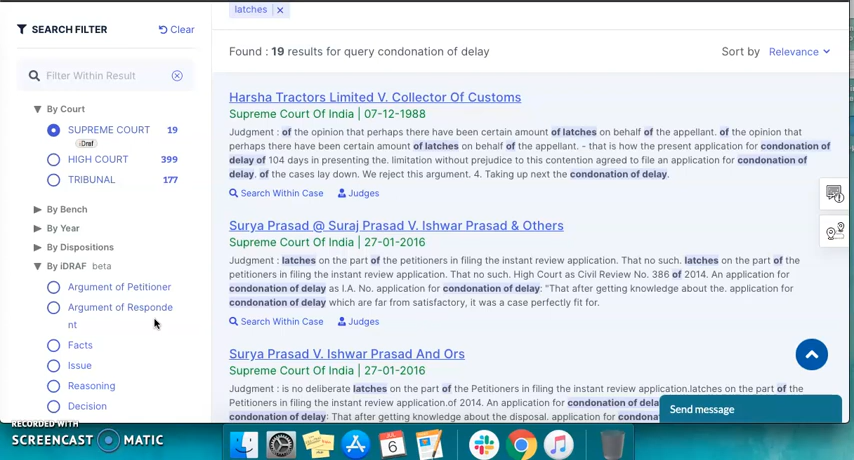 latches ×
SEARCH FILTER
Clear
Filter Within Result
By Court
SUPREME COURT 19
iDraf
HIGH COURT 399
TRIBUNAL 177
By Bench
By Year
By Dispositions
By iDRAF beta
Argument of Petitioner
Argument of Responde
nt
Facts
Issue
Reasoning
Decision
Found : 19 results for query condonation of delay
Sort by Relevance
Harsha Tractors Limited V. Collector Of Customs
Supreme Court Of India | 07-12-1988
Judgment : of the opinion that perhaps there have been certain amount of latches on behalf of the appellant. of the opinion that
perhaps there have been certain amount of latches on behalf of the appellant. - that is how the present application for condonation of
delay of 104 days in presenting the. limitation without prejudice to this contention agreed to file an application for condonation of
delay. of the cases lay down. We reject this argument. 4. Taking up next the condonation of delay.
Search Within Case Judges
Surya Prasad @ Suraj Prasad V. Ishwar Prasad & Others
Supreme Court Of India | 27-01-2016
Judgment : latches on the part of the petitioners in filing the instant review application. That no such. latches on the part of the
petitioners in filing the instant review application. That no such. High Court as Civil Review No. 386 of 2014. An application for
condonation of delay as I.A. No. application for condonation of delay: "That after getting knowledge about the. application for
condonation of delay which are far from satisfactory, it was a case perfectly fit for.
Search Within Case Judges
Surya Prasad V. Ishwar Prasad And Ors
Supreme Court Of India | 27-01-2016
Judgment : is no deliberate latches on the part of the Petitioners in filing the instant review application.latches on the part of the
Petitioners in filing the instant review application.of 2014. An application for condonation of dela
condonation of delay: That after getting knowledge about the disposal. application for condona
Send message
RECORDED WITH
SCREENCAST MATIC
6